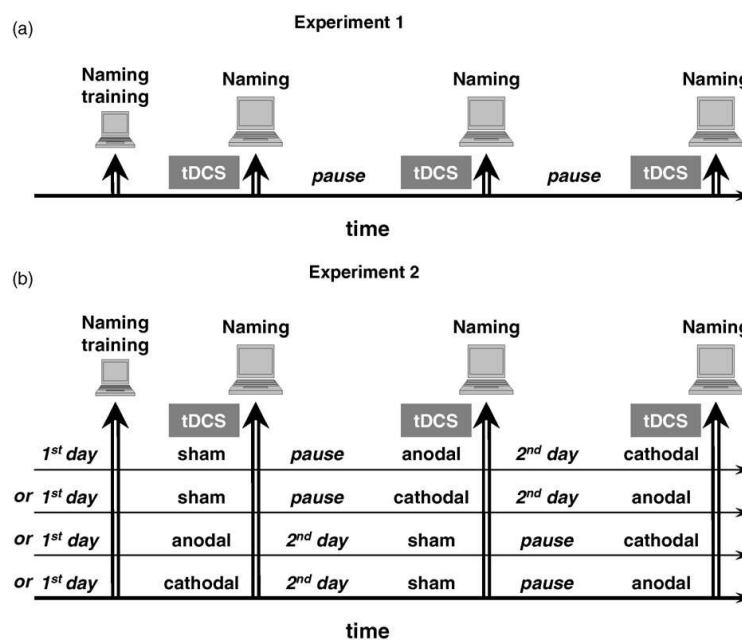 (a)
Experiment 1
Naming training Naming Naming Naming
tDCS pause tDCS pause tDCS
time
(b)
Experiment 2
Naming training Naming Naming Naming
tDCS tDCS tDCS
1st day sham pause anodal 2nd day cathodal
or 1st day sham pause cathodal 2nd day anodal
or 1st day anodal 2nd day sham pause cathodal
or 1st day cathodal 2nd day sham pause anodal
time